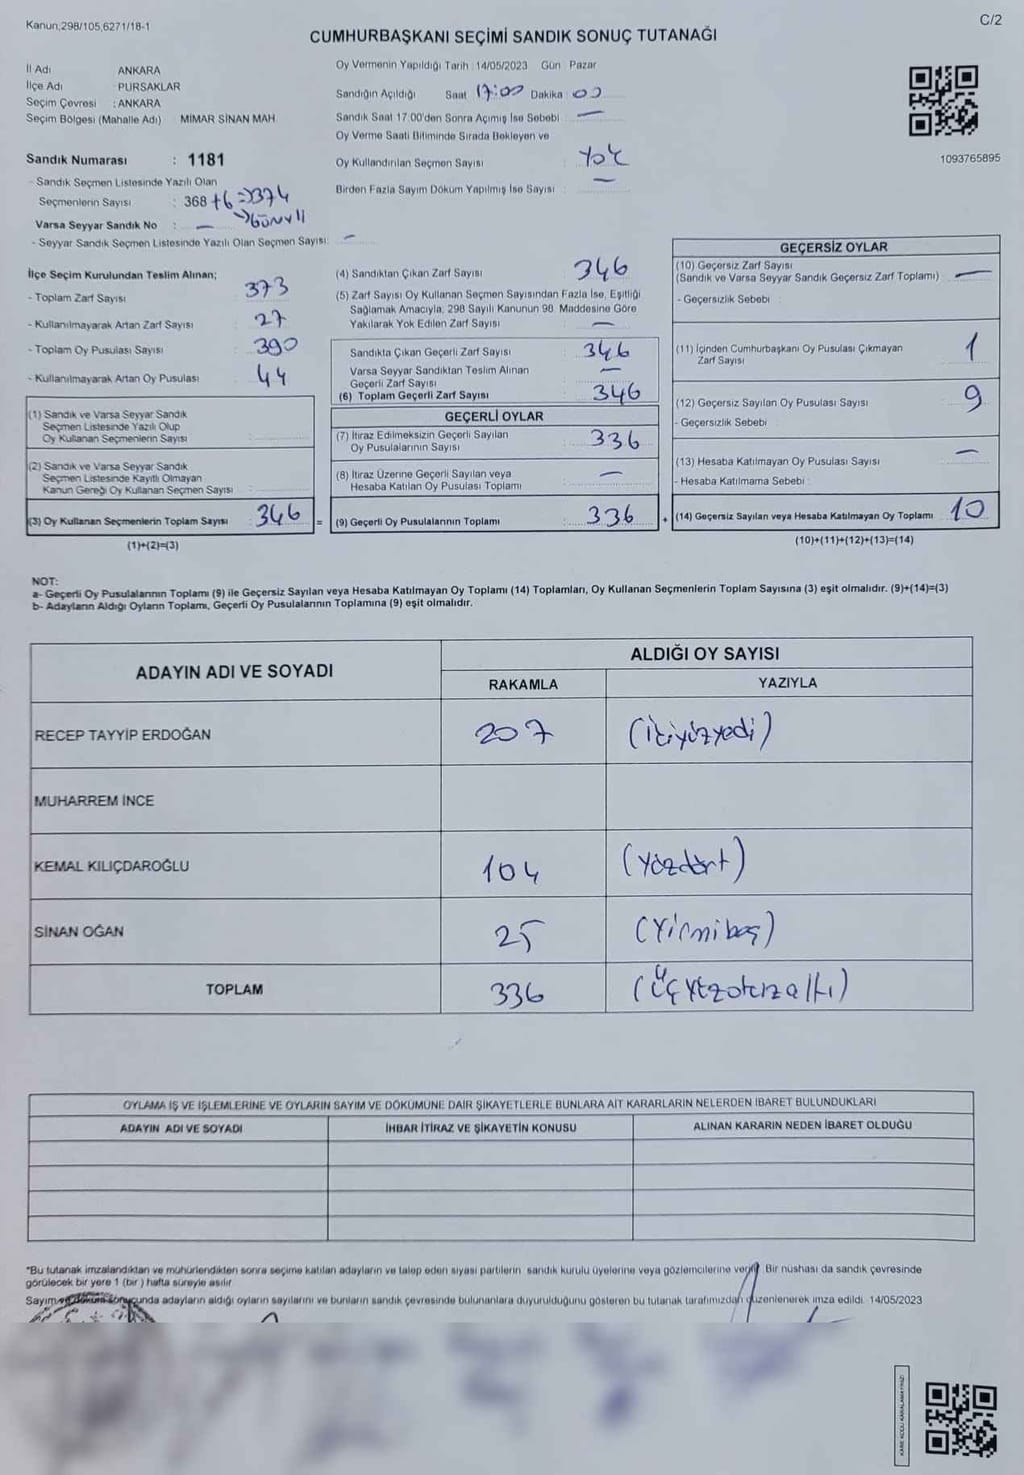 Kanun;298/105,6271/18-1
C/2
CUMHURBAŞKANI SEÇİMİ SANDIK SONUÇ TUTANAĞI
İl Adı ANKARA
İlçe Adı PURSAKLAR
Seçim Çevresi : ANKARA
Seçim Bölgesi (Mahalle Adı) MİMAR SİNAN MAH.
Oy Vermenin Yapıldığı Tarih : 14/05/2023 Gün Pazar
Sandığın Açıldığı Saat 17:00 Dakika 00
Sandık Saat 17:00'den Sonra Açımış İse Sebebi : —
Oy Verme Saati Bitiminde Sırada Bekleyen ve
Oy Kullandırılan Seçmen Sayısı : Yok
Birden Fazla Sayım Döküm Yapılmış İse Sayısı : —
1093765895
Sandık Numarası : 1181
- Sandık Seçmen Listesinde Yazılı Olan
Seçmenlerin Sayısı : 368 +6 => 374
Varsa Seyyar Sandık No : —
- Seyyar Sandık Seçmen Listesinde Yazılı Olan Seçmen Sayısı: —
İlçe Seçim Kurulundan Teslim Alınan;
- Toplam Zarf Sayısı : 373
- Kullanılmayarak Artan Zarf Sayısı : 27
- Toplam Oy Pusulası Sayısı : 390
- Kullanılmayarak Artan Oy Pusulası : 44
(1) Sandık ve Varsa Seyyar Sandık
Seçmen Listesinde Yazılı Olup
Oy Kullanan Seçmenlerin Sayısı :
(2) Sandık ve Varsa Seyyar Sandık
Seçmen Listesinde Kayıtlı Olmayan
Kanun Gereği Oy Kullanan Seçmen Sayısı :
(3) Oy Kullanan Seçmenlerin Toplam Sayısı : 346 =
(1)+(2)=(3)
(4) Sandıktan Çıkan Zarf Sayısı : 346
(5) Zarf Sayısı Oy Kullanan Seçmen Sayısından Fazla İse, Eşitliği
Sağlamak Amacıyla, 298 Sayılı Kanunun 98. Maddesine Göre
Yakılarak Yok Edilen Zarf Sayısı : —
Sandıkta Çıkan Geçerli Zarf Sayısı : 346
Varsa Seyyar Sandıktan Teslim Alınan
Geçerli Zarf Sayısı : —
(6) Toplam Geçerli Zarf Sayısı : 346
GEÇERLİ OYLAR
(7) İtiraz Edilmeksizin Geçerli Sayılan
Oy Pusulalarının Sayısı : 336
(8) İtiraz Üzerine Geçerli Sayılan veya
Hesaba Katılan Oy Pusulası Toplamı : —
(9) Geçerli Oy Pusulalarının Toplamı : 336 +
GEÇERSİZ OYLAR
(10) Geçersiz Zarf Sayısı
(Sandık ve Varsa Seyyar Sandık Geçersiz Zarf Toplamı) : —
- Geçersizlik Sebebi :
(11) İçinden Cumhurbaşkanı Oy Pusulası Çıkmayan
Zarf Sayısı : 1
(12) Geçersiz Sayılan Oy Pusulası Sayısı : 9
- Geçersizlik Sebebi :
(13) Hesaba Katılmayan Oy Pusulası Sayısı : —
- Hesaba Katılmama Sebebi :
(14) Geçersiz Sayılan veya Hesaba Katılmayan Oy Toplamı : 10
(10)+(11)+(12)+(13)=(14)
NOT:
a- Geçerli Oy Pusulalarının Toplamı (9) ile Geçersiz Sayılan veya Hesaba Katılmayan Oy Toplamı (14) Toplamları, Oy Kullanan Seçmenlerin Toplam Sayısına (3) eşit olmalıdır. (9)+(14)=(3)
b- Adayların Aldığı Oyların Toplamı, Geçerli Oy Pusulalarının Toplamına (9) eşit olmalıdır.
ADAYIN ADI VE SOYADI ALDIĞI OY SAYISI
RAKAMLA YAZIYLA
RECEP TAYYİP ERDOĞAN 207 (İkiyüzyedi)
MUHARREM İNCE
KEMAL KILIÇDAROĞLU 104 (Yüzdört)
SİNAN OĞAN 25 (Yirmibeş)
TOPLAM 336 (Üçyüzotuzaltı)
OYLAMA İŞ VE İŞLEMLERİNE VE OYLARIN SAYIM VE DÖKÜMÜNE DAİR ŞİKAYETLERLE BUNLARA AİT KARARLARIN NELERDEN İBARET BULUNDUKLARI
ADAYIN ADI VE SOYADI İHBAR İTİRAZ VE ŞİKAYETİN KONUSU ALINAN KARARIN NEDEN İBARET OLDUĞU
*Bu tutanak imzalandıktan ve mühürlendikten sonra seçime katılan adayların ve talep eden siyasi partilerin sandık kurulu üyelerine veya gözlemcilerine verilir. Bir nüshası da sandık çevresinde
görülecek bir yere 1 (bir ) hafta süreyle asılır.
Sayım ve döküm sonucunda adayların aldığı oyların sayılarını ve bunların sandık çevresinde bulunanlara duyurulduğunu gösteren bu tutanak tarafımızdan düzenlenerek imza edildi. 14/05/2023